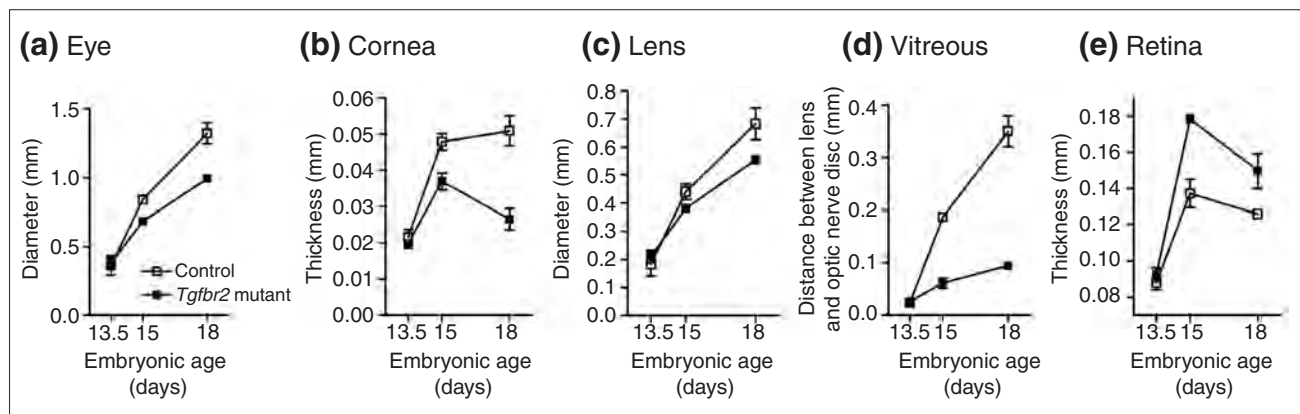 (a) Eye
Diameter (mm)
1.5
1.0
0.5
0.0
Control
Tgfbr2 mutant
13.5 15 18
Embryonic age
(days)
(b) Cornea
Thickness (mm)
0.06
0.05
0.04
0.03
0.02
0.01
0.00
13.5 15 18
Embryonic age
(days)
(c) Lens
Diameter (mm)
0.8
0.7
0.6
0.5
0.4
0.3
0.2
0.1
0.0
13.5 15 18
Embryonic age
(days)
(d) Vitreous
Distance between lens
and optic nerve disc (mm)
0.4
0.3
0.2
0.1
0.0
13.5 15 18
Embryonic age
(days)
(e) Retina
Thickness (mm)
0.18
0.16
0.14
0.12
0.10
0.08
13.5 15 18
Embryonic age
(days)